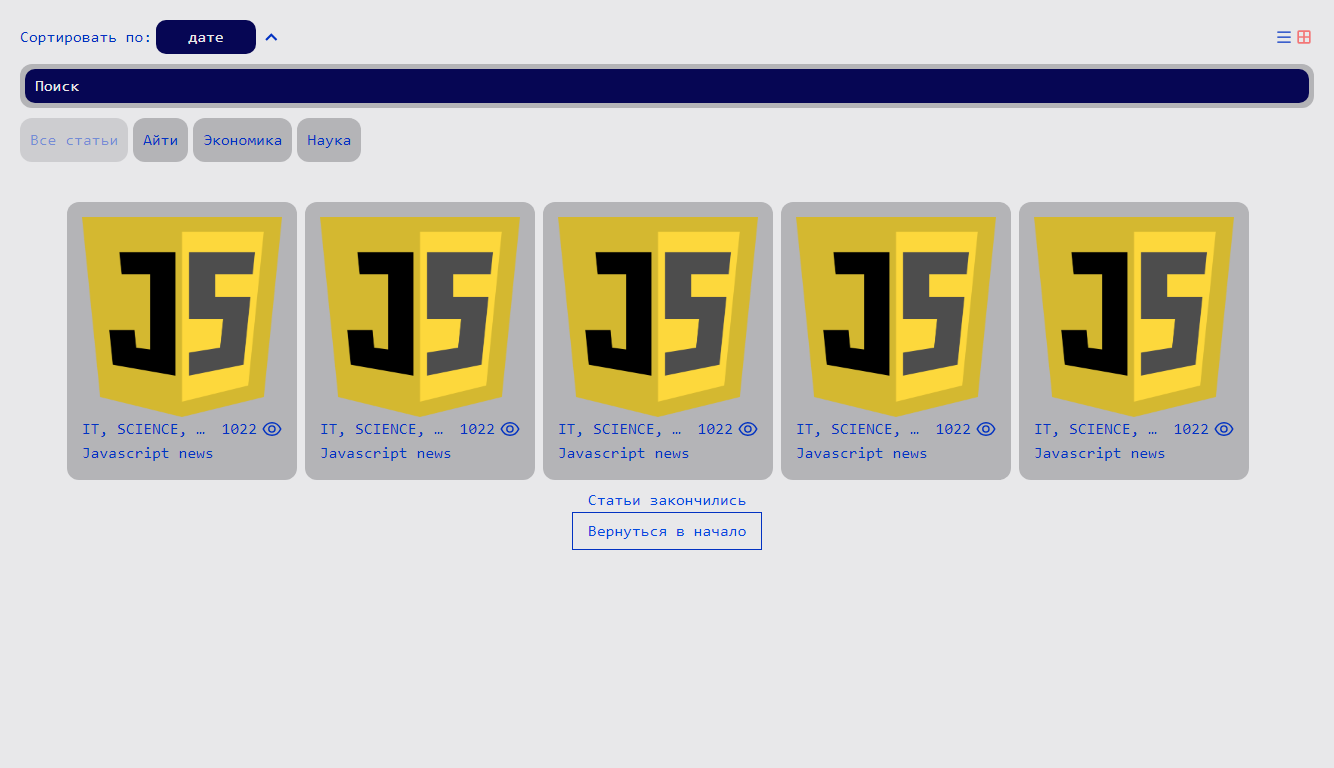 Сортировать по: дате
Поиск
Все статьи Айти Экономика Наука
JS JS JS JS JS
IT, SCIENCE, … 1022 IT, SCIENCE, … 1022 IT, SCIENCE, … 1022 IT, SCIENCE, … 1022 IT, SCIENCE, … 1022
Javascript news Javascript news Javascript news Javascript news Javascript news
Статьи закончились
Вернуться в начало